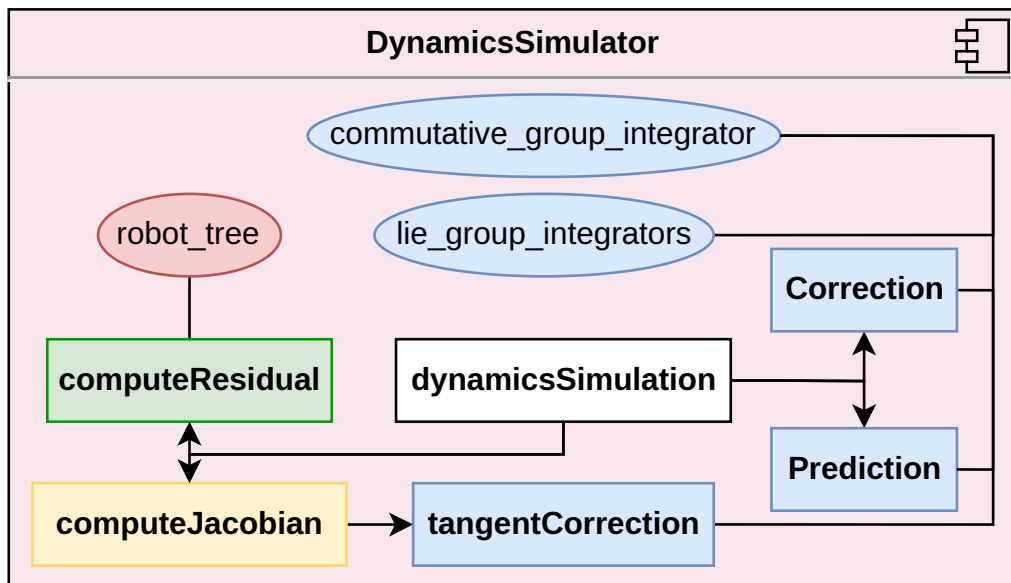 DynamicsSimulator
commutative_group_integrator
robot_tree
lie_group_integrators
Correction
computeResidual
dynamicsSimulation
Prediction
computeJacobian
tangentCorrection